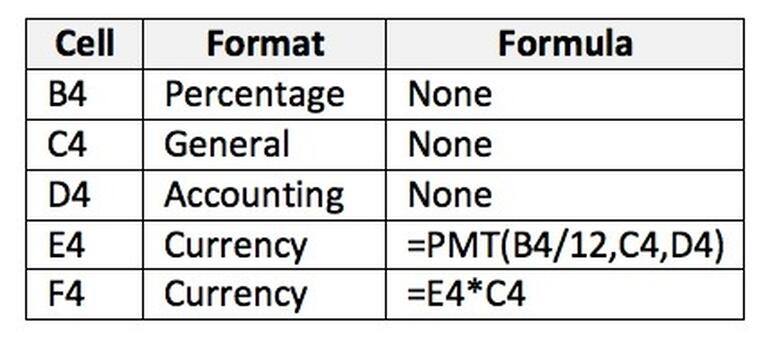 Cell Format Formula
B4 Percentage None
C4 General None
D4 Accounting None
E4 Currency =PMT(B4/12,C4,D4)
F4 Currency =E4*C4